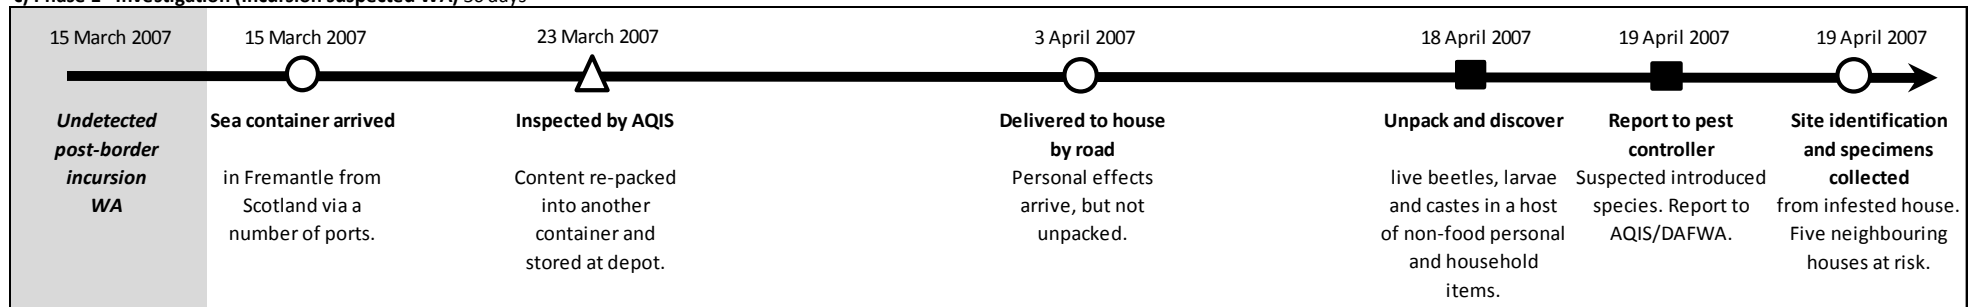 15 March 2007
Undetected
post-border
incursion
WA
15 March 2007
Sea container arrived
in Fremantle from
Scotland via a
number of ports.
23 March 2007
Inspected by AQIS
Content re-packed
into another
container and
stored at depot.
3 April 2007
Delivered to house
by road
Personal effects
arrive, but not
unpacked.
18 April 2007
Unpack and discover
live beetles, larvae
and castes in a host
of non-food personal
and household
items.
19 April 2007
Report to pest
controller
Suspected introduced
species. Report to
AQIS/DAFWA.
19 April 2007
Site identification
and specimens
collected
from infested house.
Five neighbouring
houses at risk.